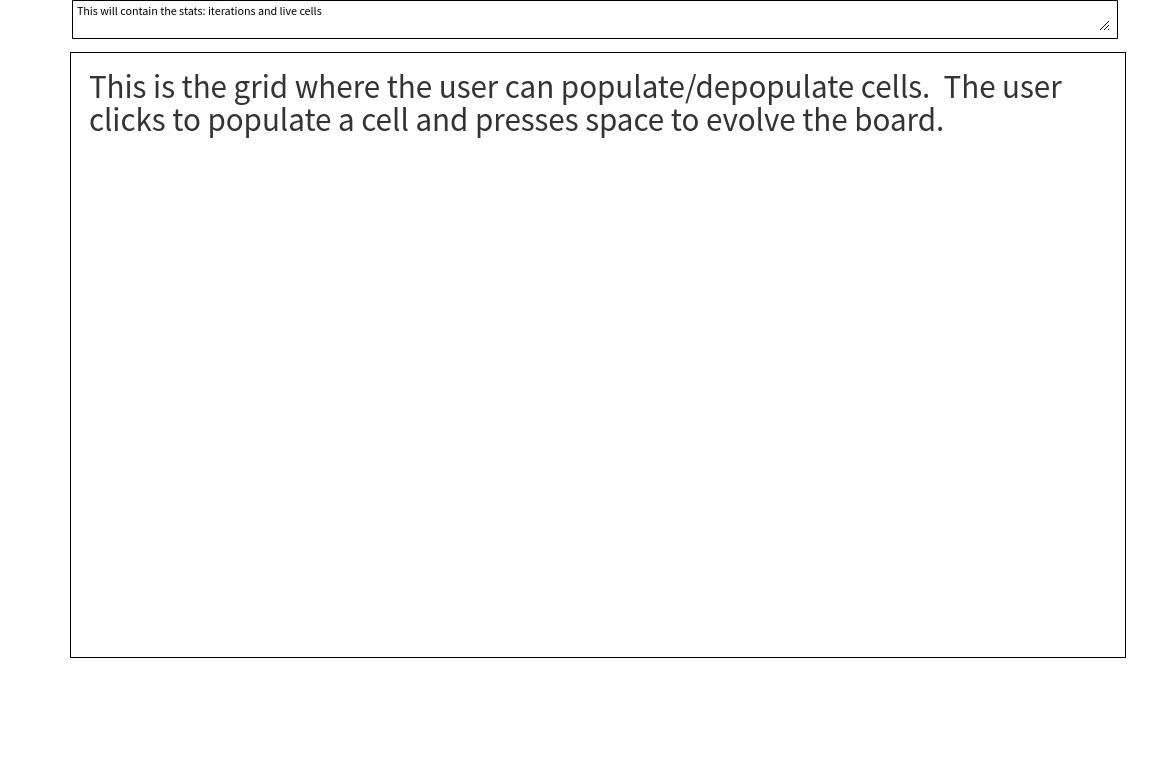 This will contain the stats: iterations and live cells
This is the grid where the user can populate/depopulate cells.  The user
clicks to populate a cell and presses space to evolve the board.